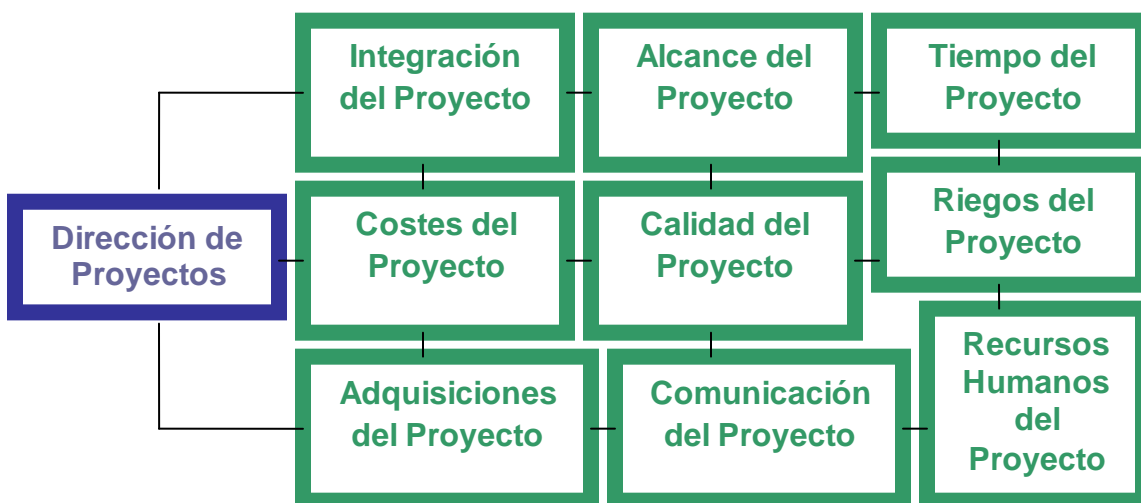 Integración
del Proyecto
Alcance del
Proyecto
Tiempo del
Proyecto
Dirección de
Proyectos
Costes del
Proyecto
Calidad del
Proyecto
Riegos del
Proyecto
Adquisiciones
del Proyecto
Comunicación
del Proyecto
Recursos
Humanos
del
Proyecto